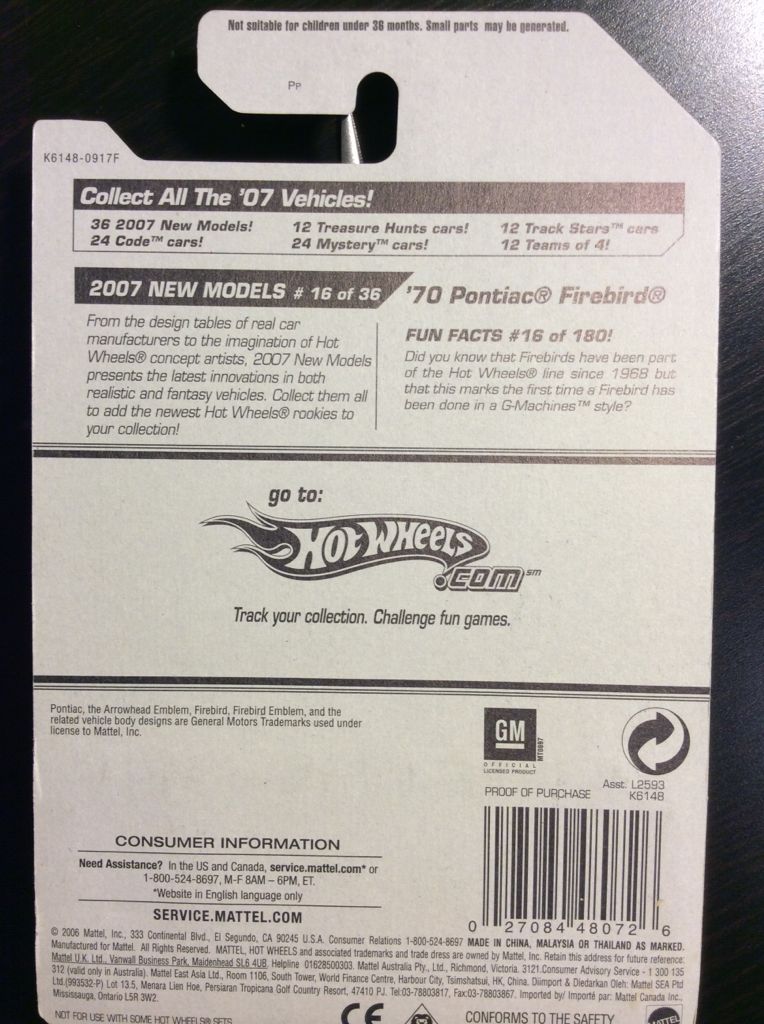 Not suitable for children under 36 months. Small parts may be generated.
Pp
K6148-0917F
Collect All The '07 Vehicles!
36 2007 New Models! 12 Treasure Hunts cars! 12 Track Stars™ cars
24 Code™ cars! 24 Mystery™ cars! 12 Teams of 4!
2007 NEW MODELS # 16 of 36
From the design tables of real car
manufacturers to the imagination of Hot
Wheels® concept artists, 2007 New Models
presents the latest innovations in both
realistic and fantasy vehicles. Collect them all
to add the newest Hot Wheels® rookies to
your collection!
'70 Pontiac® Firebird®
FUN FACTS #16 of 180!
Did you know that Firebirds have been part
of the Hot Wheels® line since 1968 but
that this marks the first time a Firebird has
been done in a G-Machines™ style?
go to:
HOT WHEELS
.COM℠
Track your collection. Challenge fun games.
Pontiac, the Arrowhead Emblem, Firebird, Firebird Emblem, and the
related vehicle body designs are General Motors Trademarks used under
license to Mattel, Inc.
GM
OFFICIAL
LICENSED PRODUCT
MT0897
Asst. L2593
PROOF OF PURCHASE K6148
0 27084 48072 6
CONSUMER INFORMATION
Need Assistance? In the US and Canada, service.mattel.com* or
1-800-524-8697, M-F 8AM – 6PM, ET.
*Website in English language only
SERVICE.MATTEL.COM
© 2006 Mattel, Inc., 333 Continental Blvd., El Segundo, CA 90245 U.S.A. Consumer Relations 1-800-524-8697 MADE IN CHINA, MALAYSIA OR THAILAND AS MARKED.
Manufactured for Mattel. All Rights Reserved. MATTEL, HOT WHEELS and associated trademarks and trade dress are owned by Mattel, Inc. Retain this address for future reference:
Mattel U.K. Ltd., Vanwall Business Park, Maidenhead SL6 4UB. Helpline 01628500303. Mattel Australia Pty., Ltd., Richmond, Victoria. 3121.Consumer Advisory Service - 1 300 135
312 (valid only in Australia). Mattel East Asia Ltd., Room 1106, South Tower, World Finance Centre, Harbour City, Tsimshatsui, HK, China. Diimport & Diedarkan Oleh: Mattel SEA Ptd
Ltd.(993532-P) Lot 13.5, Menara Lien Hoe, Persiaran Tropicana Golf Country Resort, 47410 PJ. Tel:03-78803817, Fax:03-78803867. Imported by/ Importé par: Mattel Canada Inc.,
Mississauga, Ontario L5R 3W2.
NOT FOR USE WITH SOME HOT WHEELS® SETS
CE
CONFORMS TO THE SAFETY
MATTEL